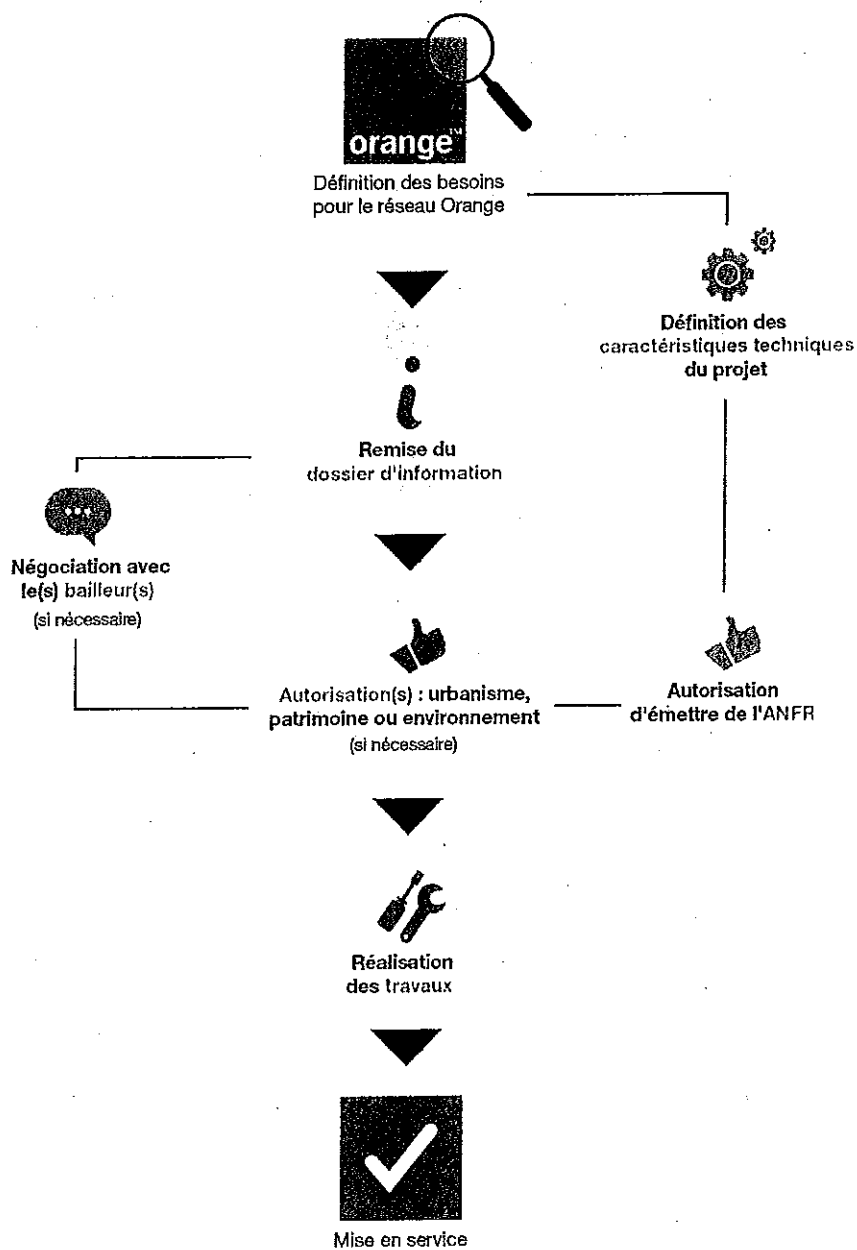 orange™
Définition des besoins
pour le réseau Orange
Définition des
caractéristiques techniques
du projet
Remise du
dossier d'information
Négociation avec
le(s) bailleur(s)
(si nécessaire)
Autorisation(s) : urbanisme,
patrimoine ou environnement
(si nécessaire)
Autorisation
d'émettre de l'ANFR
Réalisation
des travaux
Mise en service